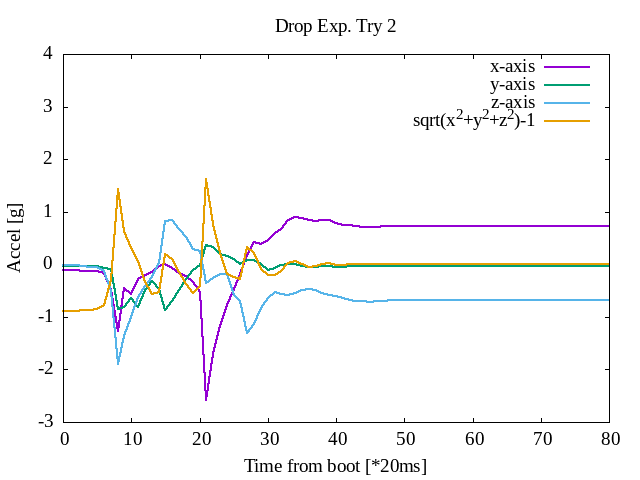 Drop Exp. Try 2
x-axis
y-axis
z-axis
sqrt(x²+y²+z²)-1
4
3
2
1
0
-1
-2
-3
Accel [g]
0 10 20 30 40 50 60 70 80
Time from boot [*20ms]